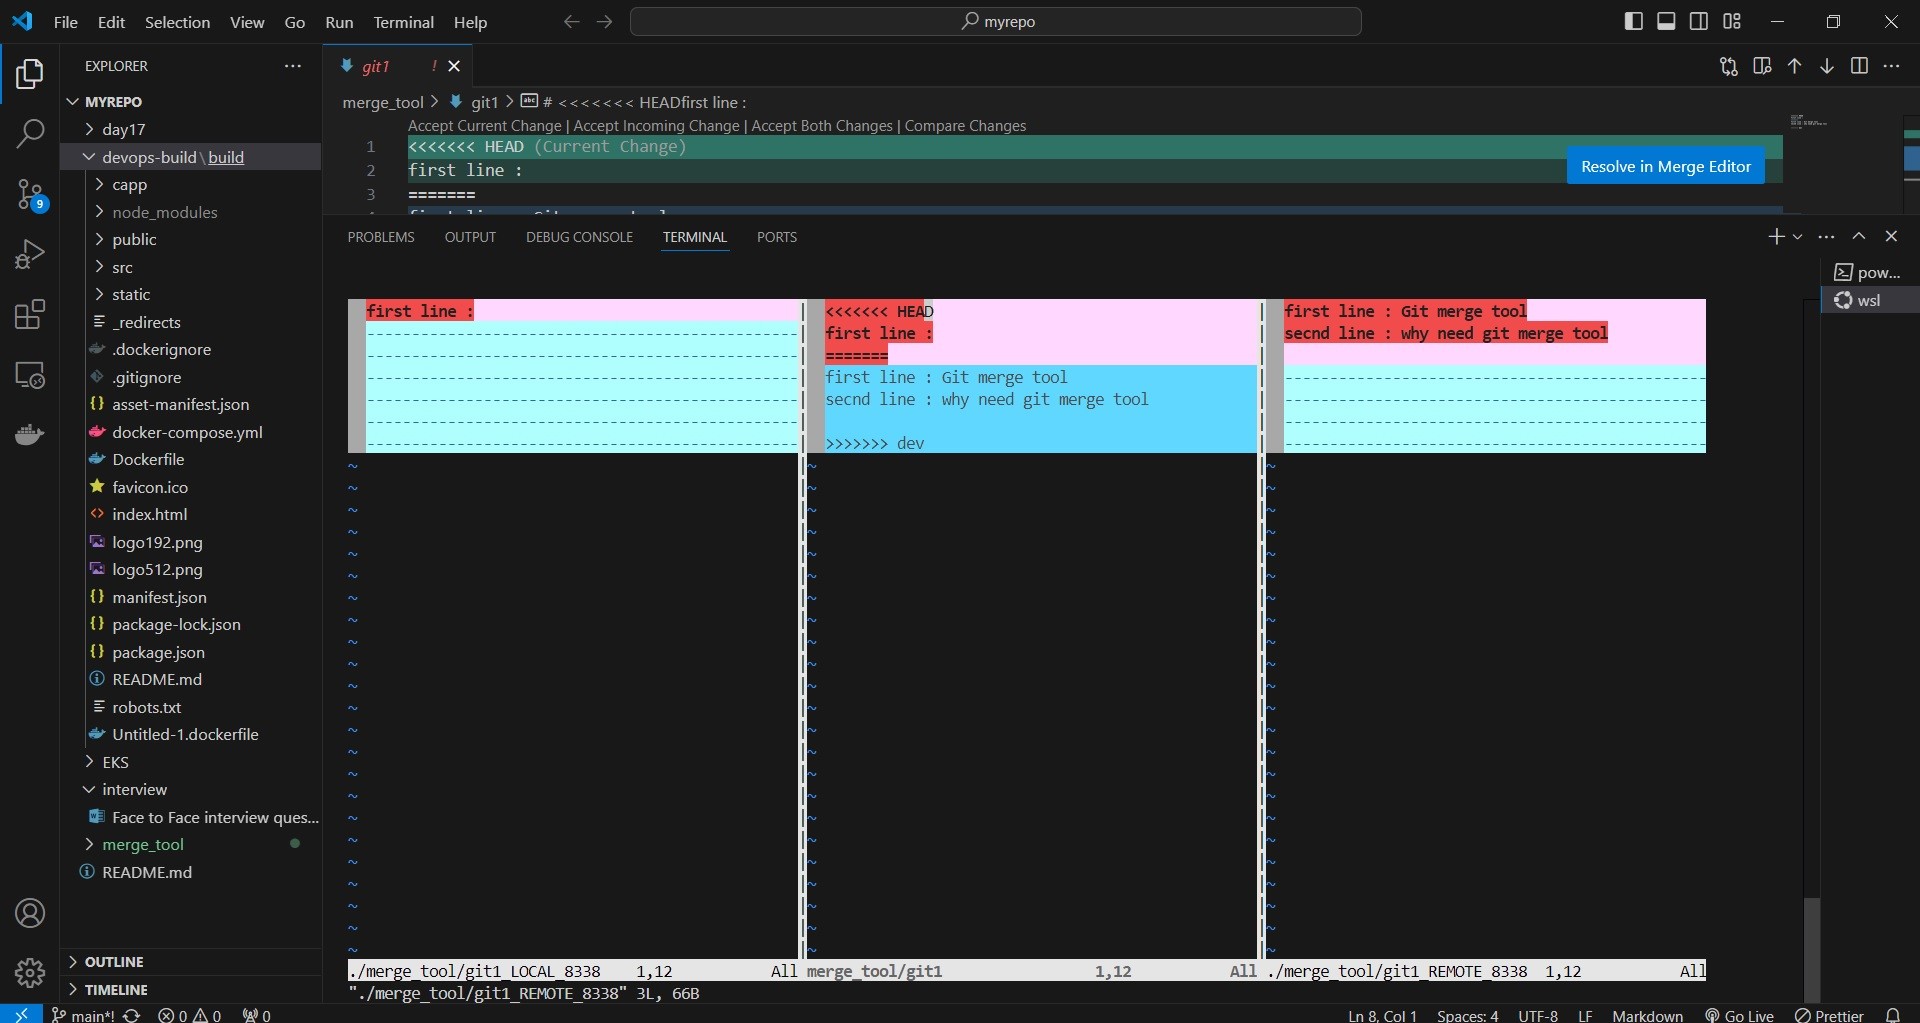 File Edit Selection View Go Run Terminal Help
myrepo
EXPLORER
MYREPO
day17
devops-build\build
capp
node_modules
public
src
static
_redirects
.dockerignore
.gitignore
asset-manifest.json
docker-compose.yml
Dockerfile
favicon.ico
index.html
logo192.png
logo512.png
manifest.json
package-lock.json
package.json
README.md
robots.txt
Untitled-1.dockerfile
EKS
interview
Face to Face interview ques...
merge_tool
README.md
OUTLINE
TIMELINE
9
git1 !
merge_tool > git1 > abc # <<<<<<< HEADfirst line :
Accept Current Change | Accept Incoming Change | Accept Both Changes | Compare Changes
1 <<<<<<< HEAD (Current Change)
2 first line :
3 =======
Resolve in Merge Editor
PROBLEMS OUTPUT DEBUG CONSOLE TERMINAL PORTS
pow...
wsl
first line :
<<<<<<< HEAD
first line :
=======
first line : Git merge tool
secnd line : why need git merge tool
>>>>>>> dev
first line : Git merge tool
secnd line : why need git merge tool
./merge_tool/git1_LOCAL_8338 1,12 All merge_tool/git1 1,12 All ./merge_tool/git1_REMOTE_8338 1,12 All
"./merge_tool/git1_REMOTE_8338" 3L, 66B
main*! 0 0 0 Ln 8, Col 1 Spaces: 4 UTF-8 LF Markdown Go Live Prettier